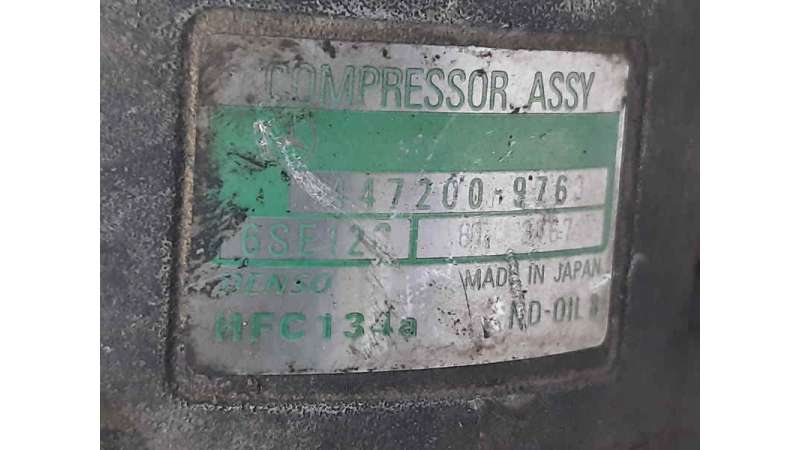 COMPRESSOR ASSY
447200-9763
6SE12C
DENSO MADE IN JAPAN
HFC134a ND-OIL 8